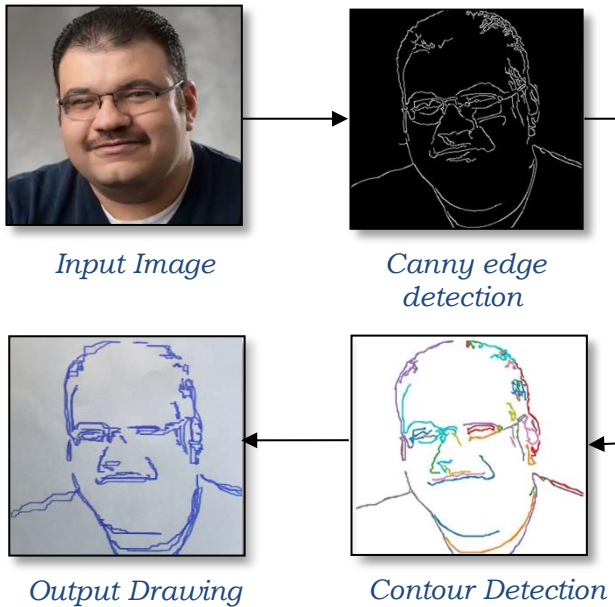 Input Image
Canny edge
detection
Output Drawing
Contour Detection